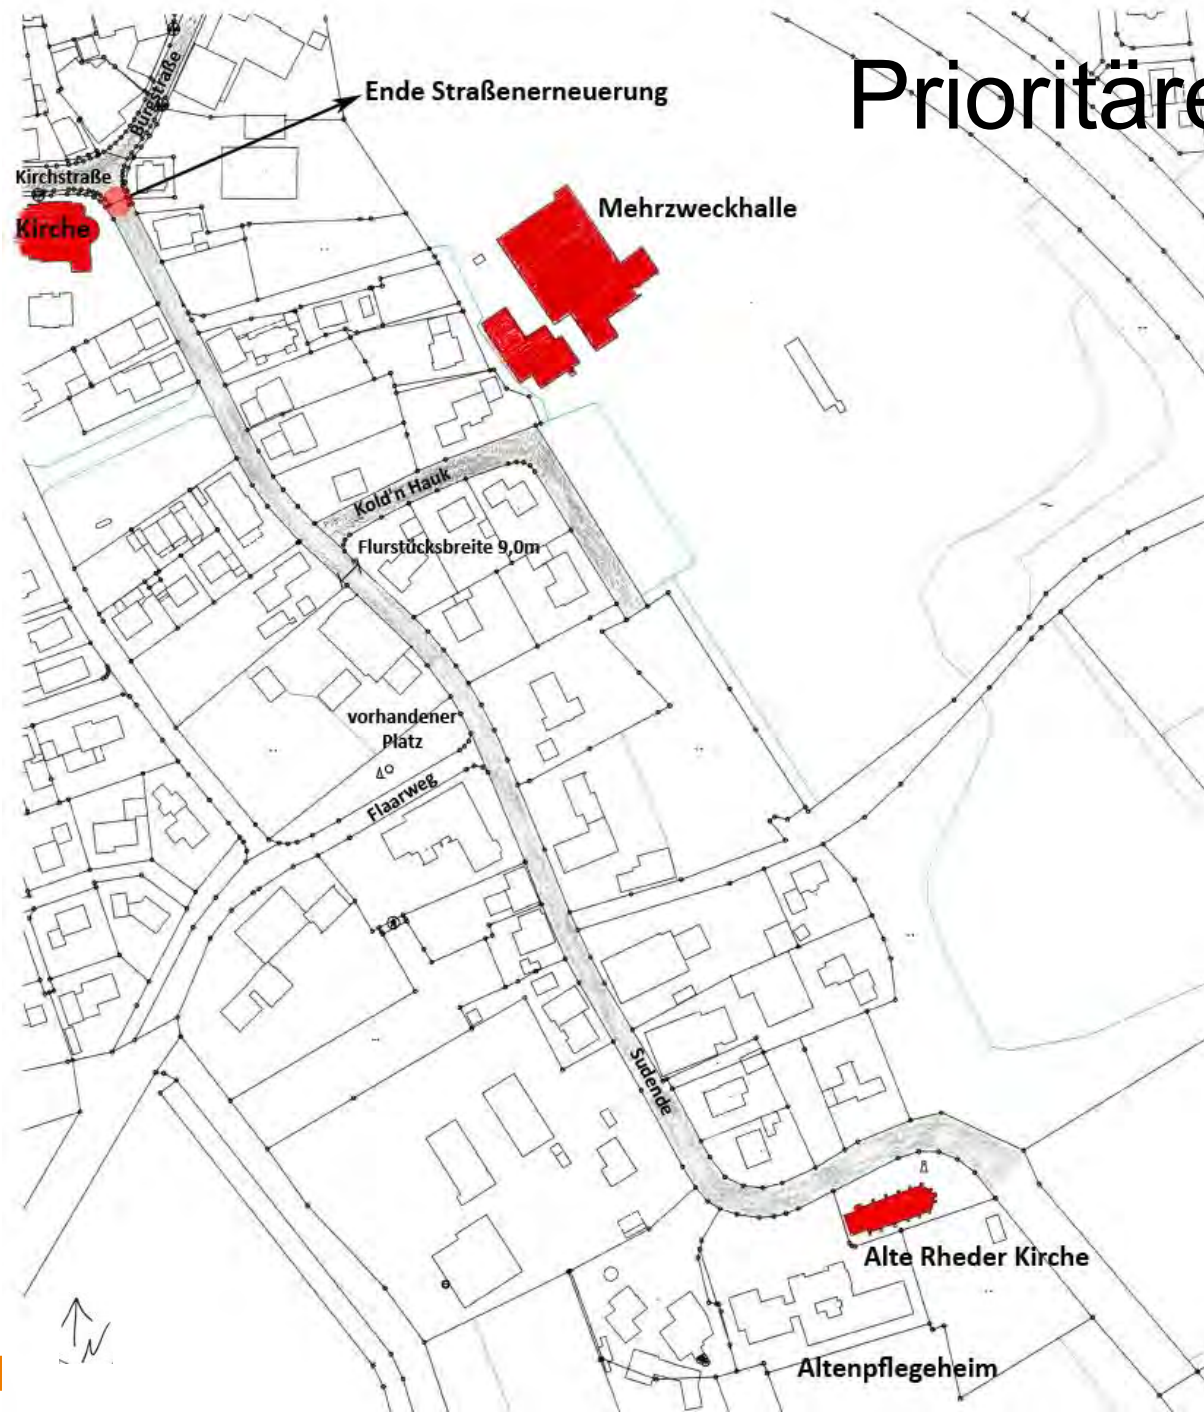 Prioritäre
Burgstraße
Ende Straßenerneuerung
Kirchstraße
Kirche
Mehrzweckhalle
Kold'n Hauk
Flurstücksbreite 9,0m
vorhandener
Platz
Flaarweg
Sudende
Alte Rheder Kirche
Altenpflegeheim
N